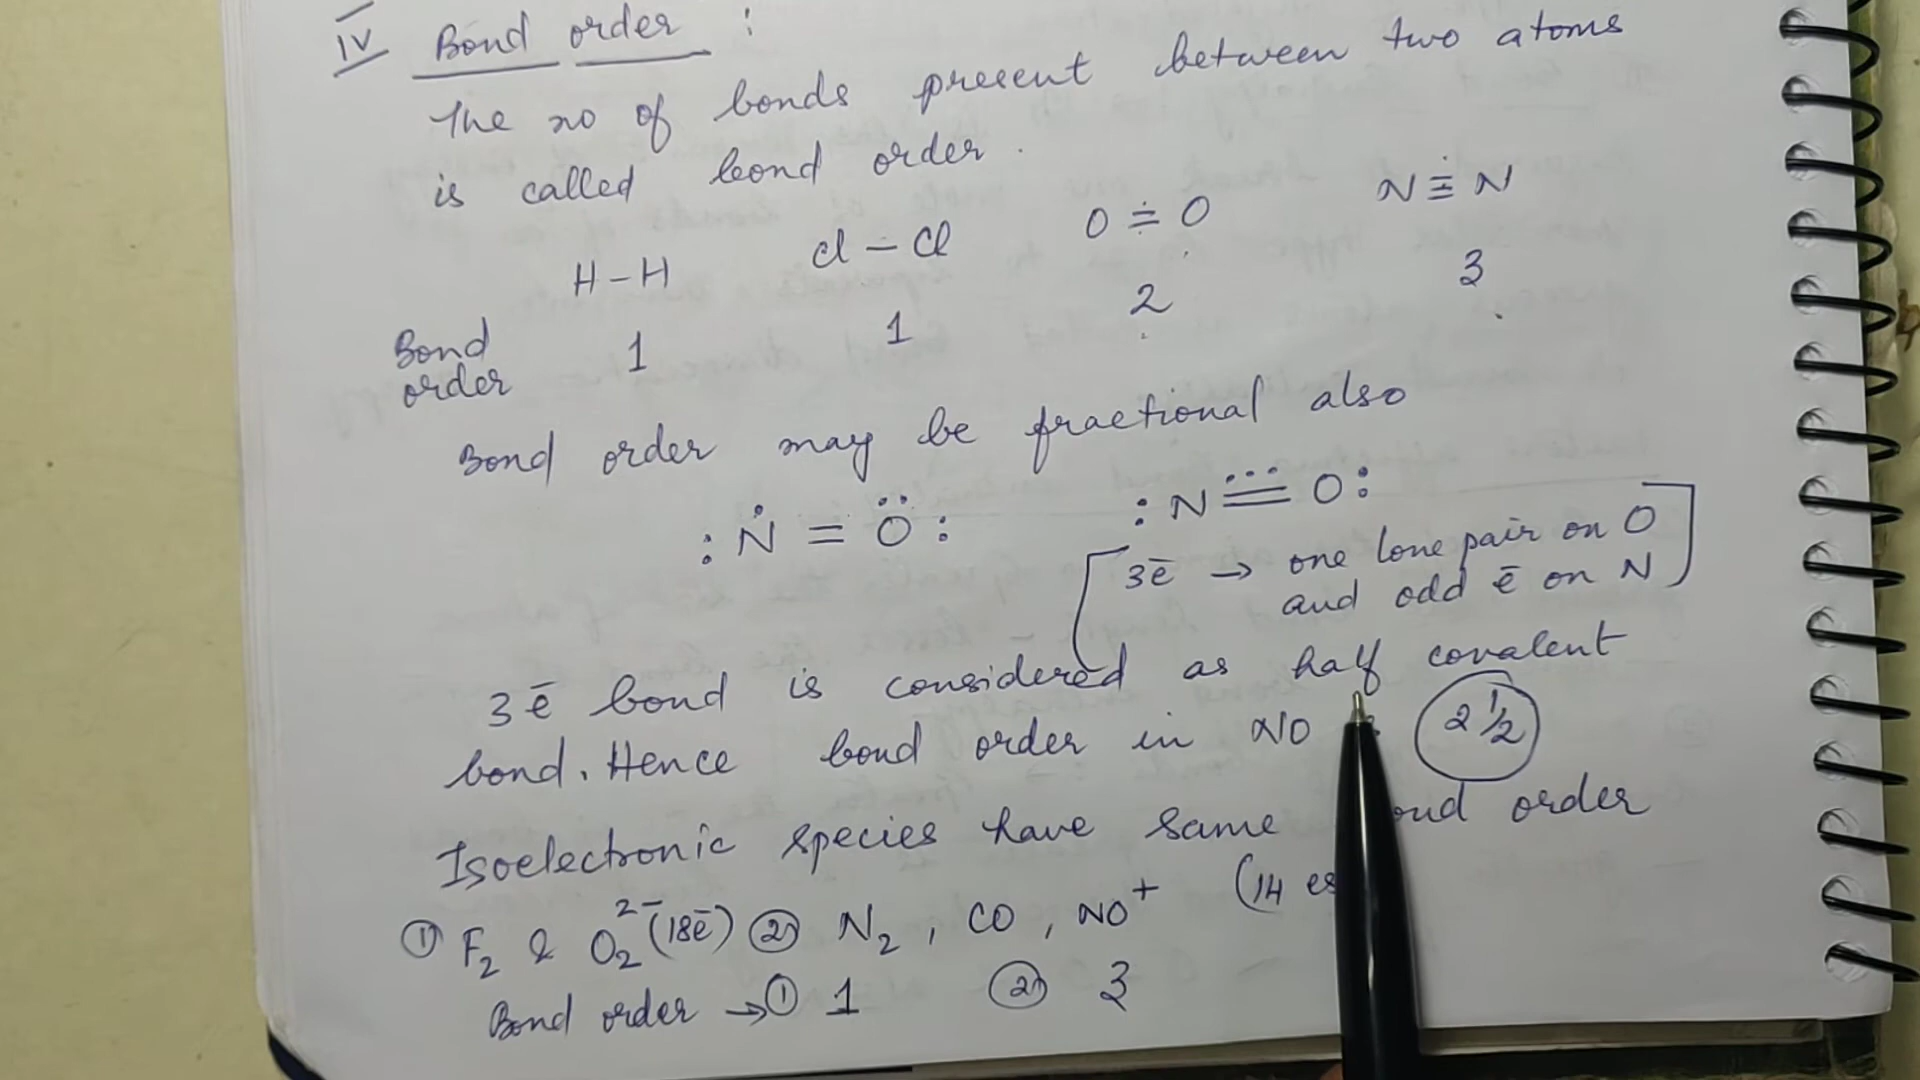 IV Bond order :
The no of bonds present between two atoms
is called bond order.
H-H Cl-Cl O=O N≡N
Bond order 1 1 2 3
Bond order may be fractional also
:Ṅ = Ö: :N ≡ O:
[3ē → one lone pair on O
and odd ē on N]
3ē bond is considered as half covalent
bond. Hence bond order in NO 2 1/2
Isoelectronic species have same order
① F₂ & O₂²⁻ (18ē) ② N₂, CO, NO⁺ (14
Bond order → ① 1 ② 3